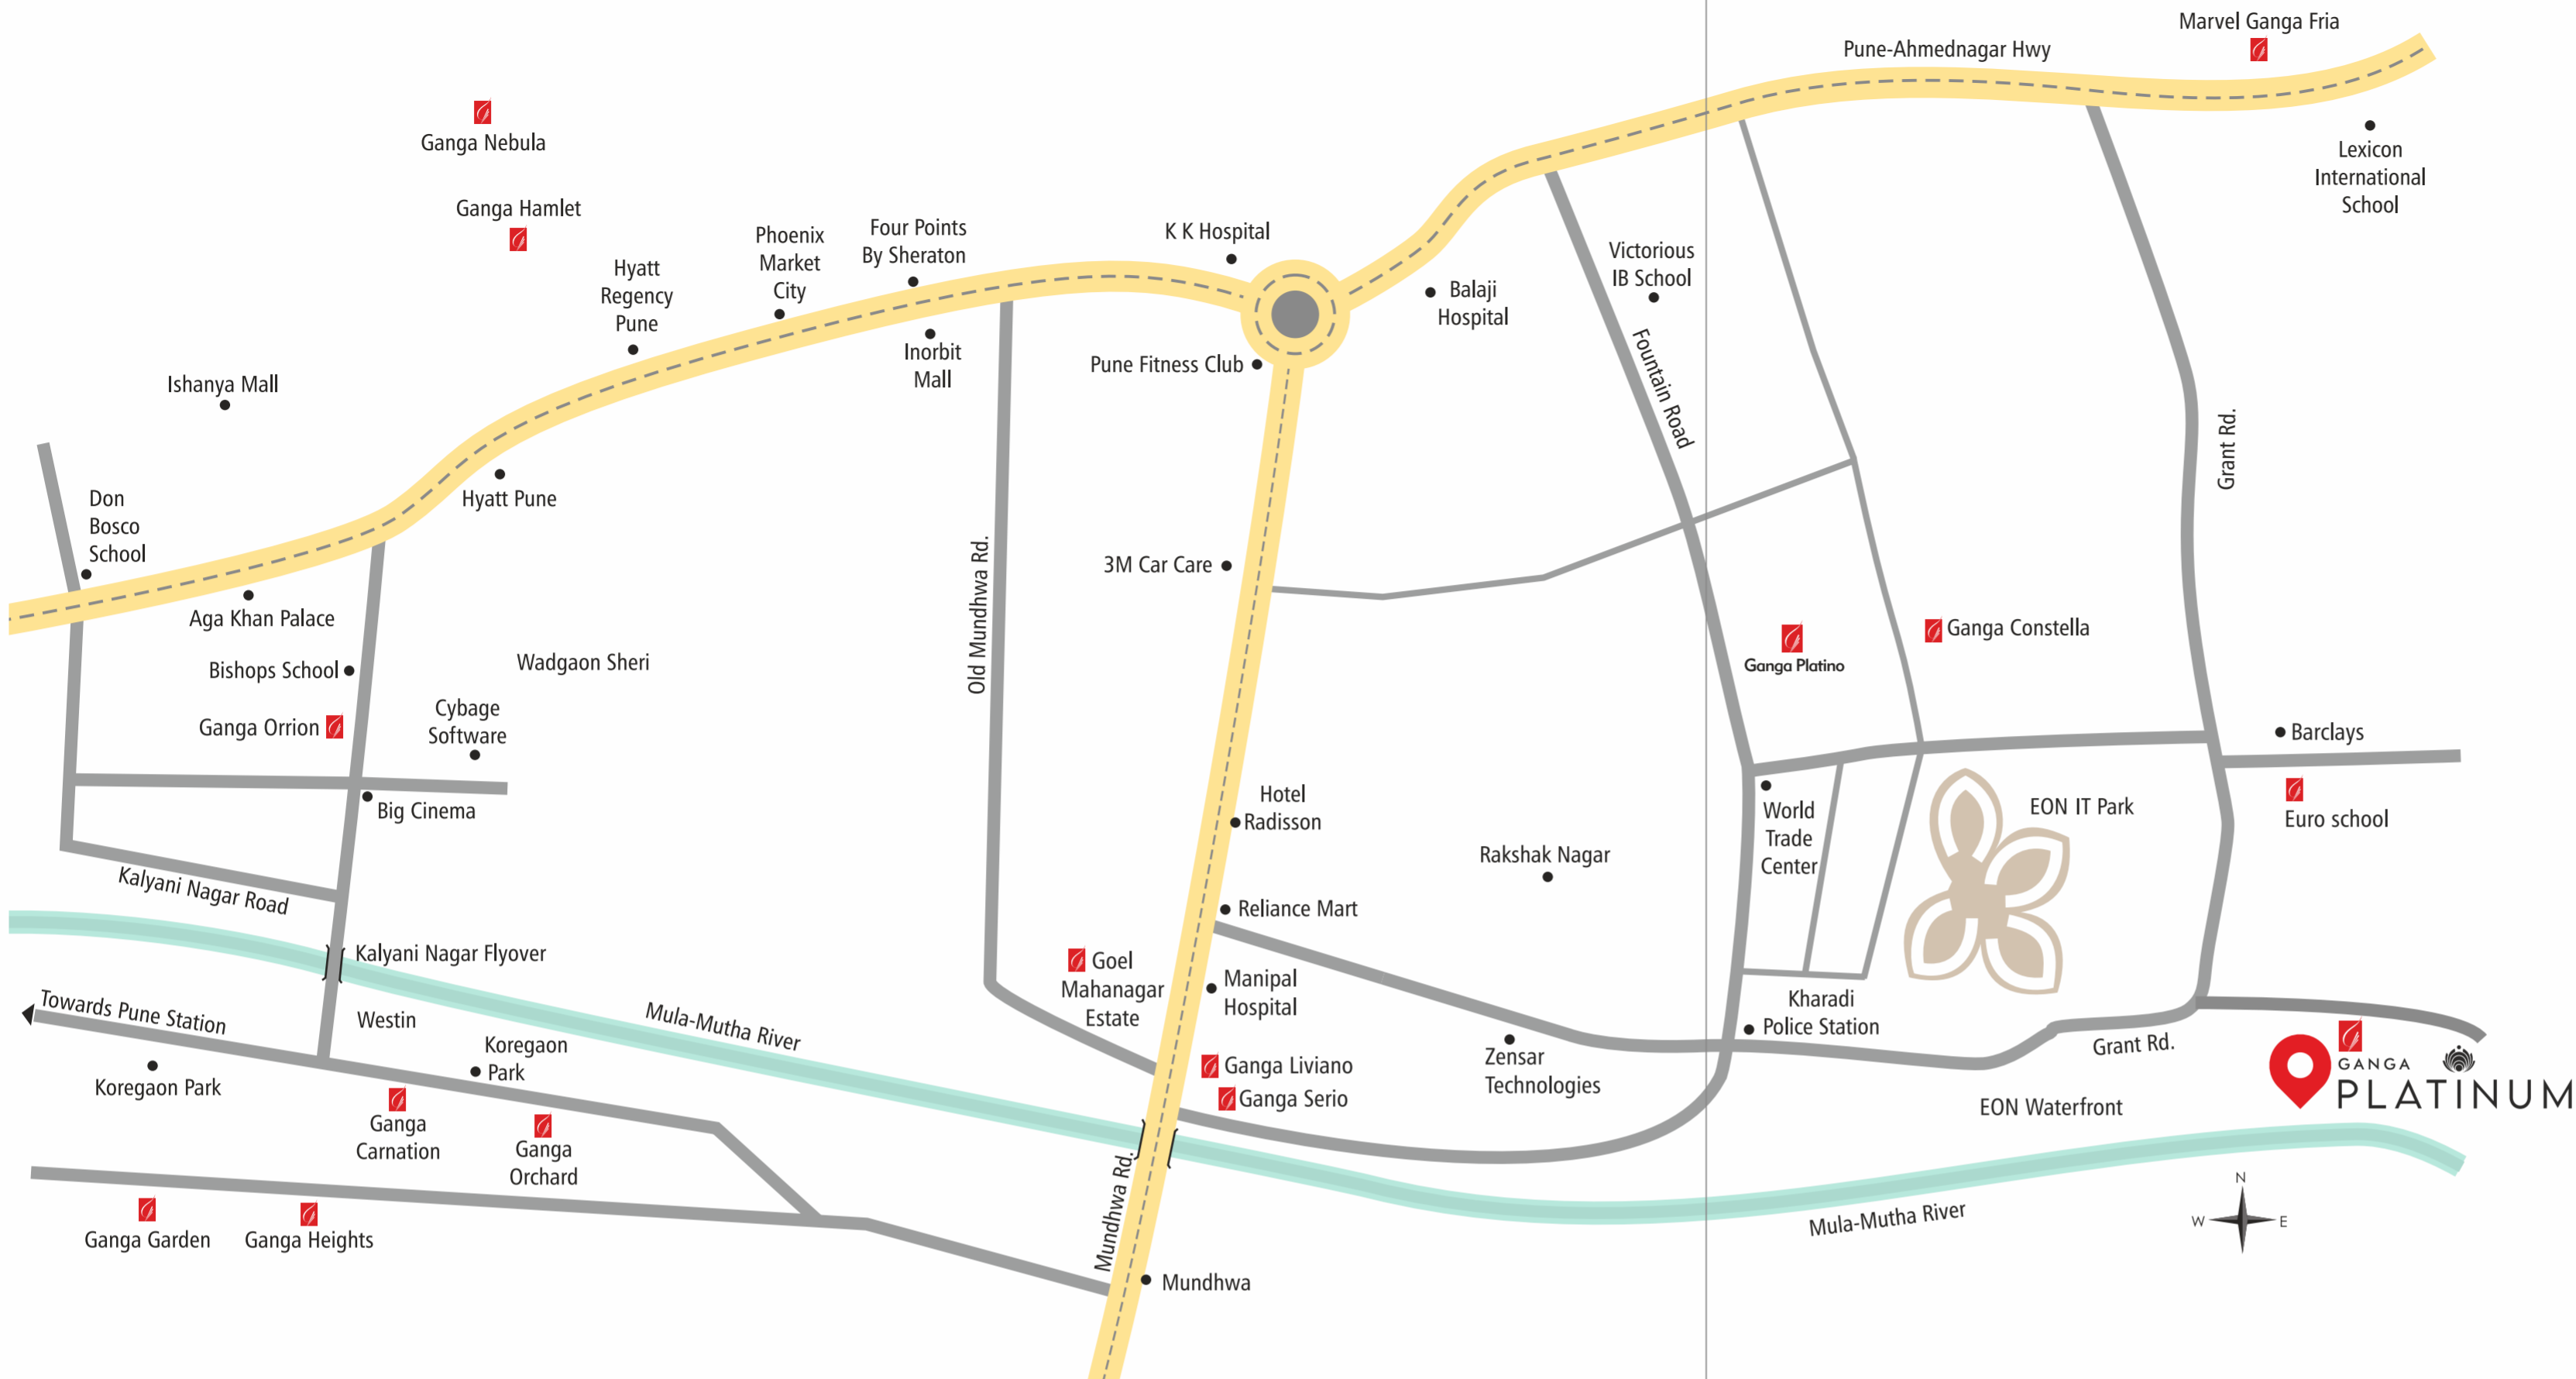 Marvel Ganga Fria
Pune-Ahmednagar Hwy
Ganga Nebula
Lexicon
International
School
Ganga Hamlet
Four Points
By Sheraton
K K Hospital
Phoenix
Market
City
Victorious
IB School
Hyatt
Regency
Pune
Balaji
Hospital
Inorbit
Mall
Pune Fitness Club
Ishanya Mall
Fountain Road
Grant Rd.
Hyatt Pune
Don
Bosco
School
3M Car Care
Old Mundhwa Rd.
Aga Khan Palace
Ganga Constella
Wadgaon Sheri
Ganga Platino
Bishops School
Cybage
Software
Ganga Orrion
Barclays
Hotel
Radisson
Big Cinema
World
Trade
Center
EON IT Park
Euro school
Rakshak Nagar
Kalyani Nagar Road
Reliance Mart
Kalyani Nagar Flyover
Goel
Mahanagar
Estate
Manipal
Hospital
Kharadi
Police Station
Towards Pune Station
Westin
Mula-Mutha River
Koregaon
Park
Grant Rd.
Zensar
Technologies
Ganga Liviano
GANGA
PLATINUM
Koregaon Park
Ganga Serio
EON Waterfront
Ganga
Carnation
Ganga
Orchard
Mundhwa Rd.
N
W
E
Mula-Mutha River
Ganga Garden
Ganga Heights
Mundhwa